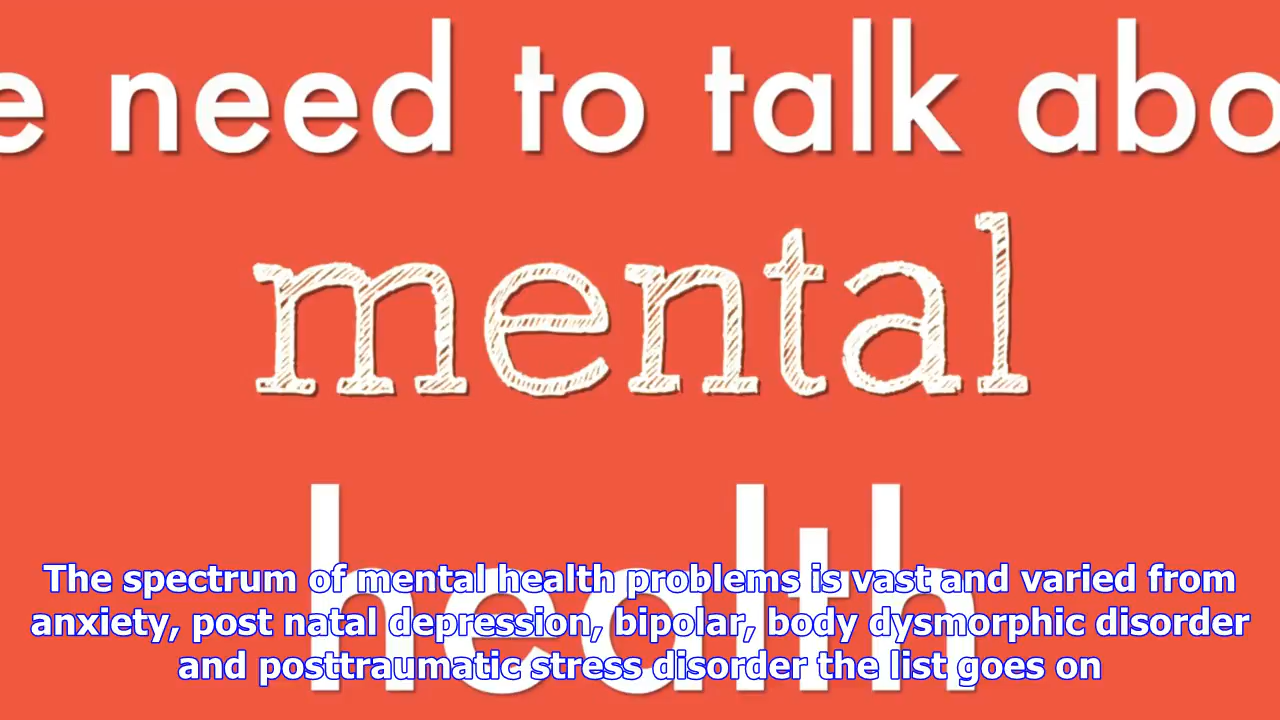 e need to talk abo
mental
health
The spectrum of mental health problems is vast and varied from
anxiety, post natal depression, bipolar, body dysmorphic disorder
and posttraumatic stress disorder the list goes on